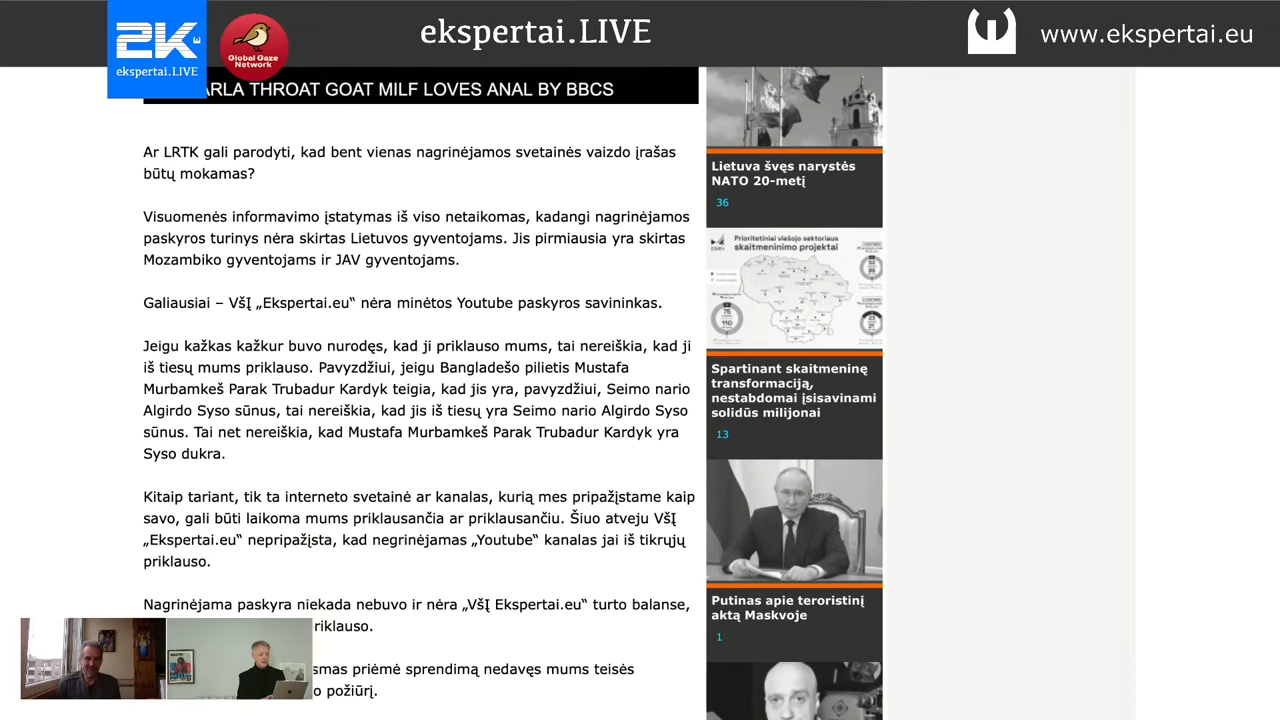 2K
ekspertai.LIVE
Global Gaze
Network
ekspertai.LIVE
www.ekspertai.eu
ARLA THROAT GOAT MILF LOVES ANAL BY BBCS
Ar LRTK gali parodyti, kad bent vienas nagrinėjamos svetainės vaizdo įrašas
būtų mokamas?
Visuomenės informavimo įstatymas iš viso netaikomas, kadangi nagrinėjamos
paskyros turinys nėra skirtas Lietuvos gyventojams. Jis pirmiausia yra skirtas
Mozambiko gyventojams ir JAV gyventojams.
Galiausiai – VšĮ „Ekspertai.eu“ nėra minėtos Youtube paskyros savininkas.
Jeigu kažkas kažkur buvo nurodęs, kad ji priklauso mums, tai nereiškia, kad ji
iš tiesų mums priklauso. Pavyzdžiui, jeigu Bangladešo pilietis Mustafa
Murbamkeš Parak Trubadur Kardyk teigia, kad jis yra, pavyzdžiui, Seimo nario
Algirdo Syso sūnus, tai nereiškia, kad jis iš tiesų yra Seimo nario Algirdo Syso
sūnus. Tai net nereiškia, kad Mustafa Murbamkeš Parak Trubadur Kardyk yra
Syso dukra.
Kitaip tariant, tik ta interneto svetainė ar kanalas, kurią mes pripažįstame kaip
savo, gali būti laikoma mums priklausančia ar priklausančiu. Šiuo atveju VšĮ
„Ekspertai.eu“ nepripažįsta, kad negrinėjamas „Youtube“ kanalas jai iš tikrųjų
priklauso.
Nagrinėjama paskyra niekada nebuvo ir nėra „VšĮ Ekspertai.eu“ turto balanse,
riklauso.
smas priėmė sprendimą nedavęs mums teisės
o požiūrį.
Lietuva švęs narystės
NATO 20-metį
36
Prioritetiniai viešojo sektoriaus
skaitmeninimo projektai
Spartinant skaitmeninę
transformaciją,
nestabdomai įsisavinami
solidūs milijonai
13
Putinas apie teroristinį
aktą Maskvoje
1